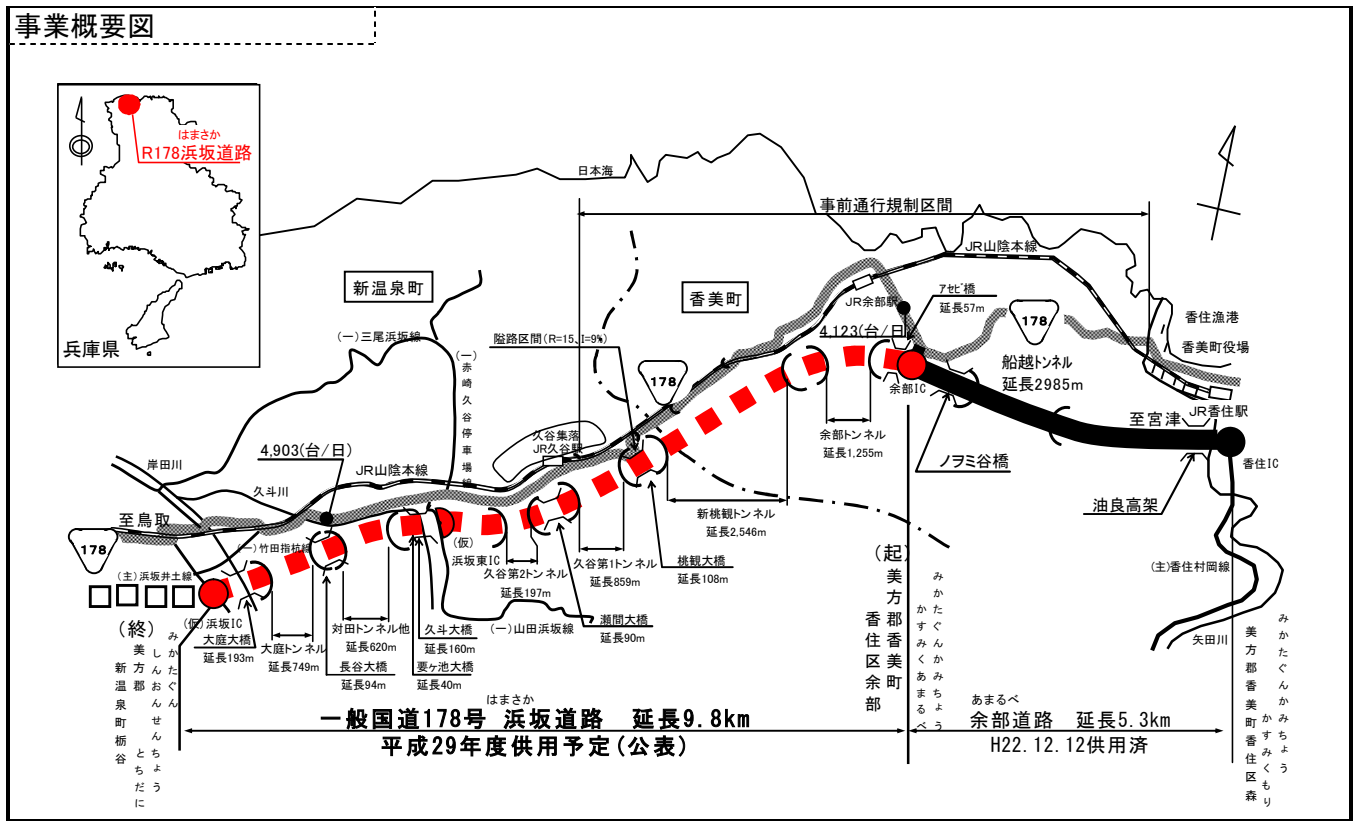 事業概要図
はまさか
R178浜坂道路
兵庫県
日本海
事前通行規制区間
JR山陰本線
新温泉町
香美町
JR余部駅
アセビ橋
延長57m
178
香住漁港
香美町役場
(一)三尾浜坂線
隘路区間(R=15、I=9%)
4,123(台/日)
船越トンネル
延長2985m
(一)赤崎久谷停車場線
178
余部IC
至宮津
JR香住駅
久谷集落
JR久谷駅
余部トンネル
延長1,255m
ノヲミ谷橋
香住IC
4,903(台/日)
JR山陰本線
岸田川
久斗川
油良高架
至鳥取
178
新桃観トンネル
延長2,546m
(一)竹田指杭線
(仮)
浜坂東IC
久谷第2トンネル
延長197m
久谷第1トンネル
延長859m
桃観大橋
延長108m
(主)浜坂井土線
(主)香住村岡線
(仮)浜坂IC
大庭大橋
延長193m
大庭トンネル
延長749m
対田トンネル他
延長620m
長谷大橋
延長94m
久斗大橋
延長160m
要ヶ池大橋
延長40m
(一)山田浜坂線
瀬間大橋
延長90m
矢田川
(終)
みかたぐん
しんおんせんちょう
とちだに
美方郡
新温泉町栃谷
(起)
みかたぐんかみちょう
かすみくあまるべ
美方郡香美町
香住区余部
みかたぐんかみちょう
かすみくもり
美方郡香美町香住区森
はまさか
一般国道178号 浜坂道路 延長9.8km
平成29年度供用予定(公表)
あまるべ
余部道路 延長5.3km
H22.12.12供用済